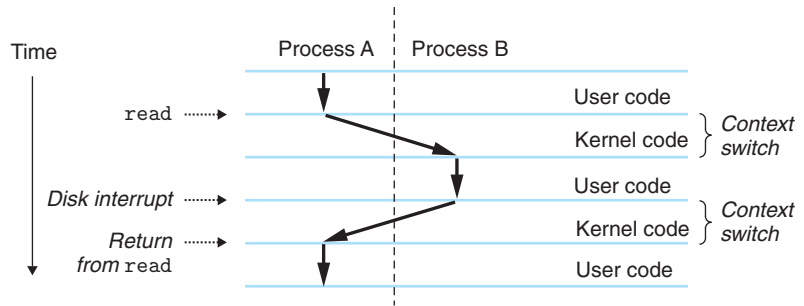 Process A
Process B
Time
User code
read
Kernel code
Context
switch
User code
Disk interrupt
Kernel code
Context
switch
Return
from read
User code